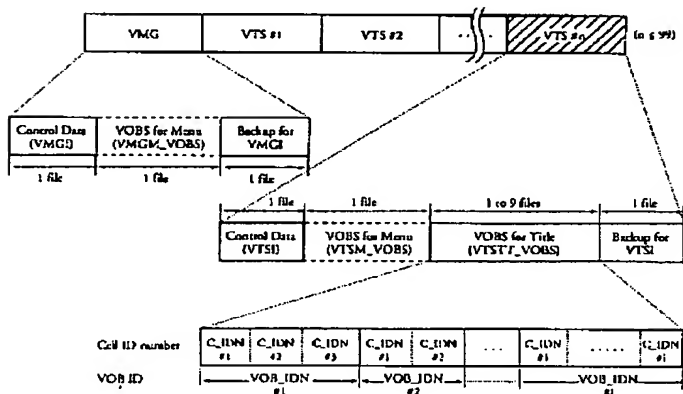 VMG VTS #1 VTS #2 ..... VTS #n (n ≤ 99)
Control Data (VMGI) VOBS for Menu (VMGM_VOBS) Backup for VMGI
1 file 1 file 1 file
1 file 1 file 1 to 9 files 1 file
Control Data (VTSI) VOBS for Menu (VTSM_VOBS) VOBS for Title (VTSTT_VOBS) Backup for VTSI
Cell ID number C_IDN #1 C_IDN #2 C_IDN #3 C_IDN #1 C_IDN #2 ... C_IDN #1 ..... C_IDN #i
VOB ID VOB_IDN #1 VOB_IDN #2 VOB_IDN #i